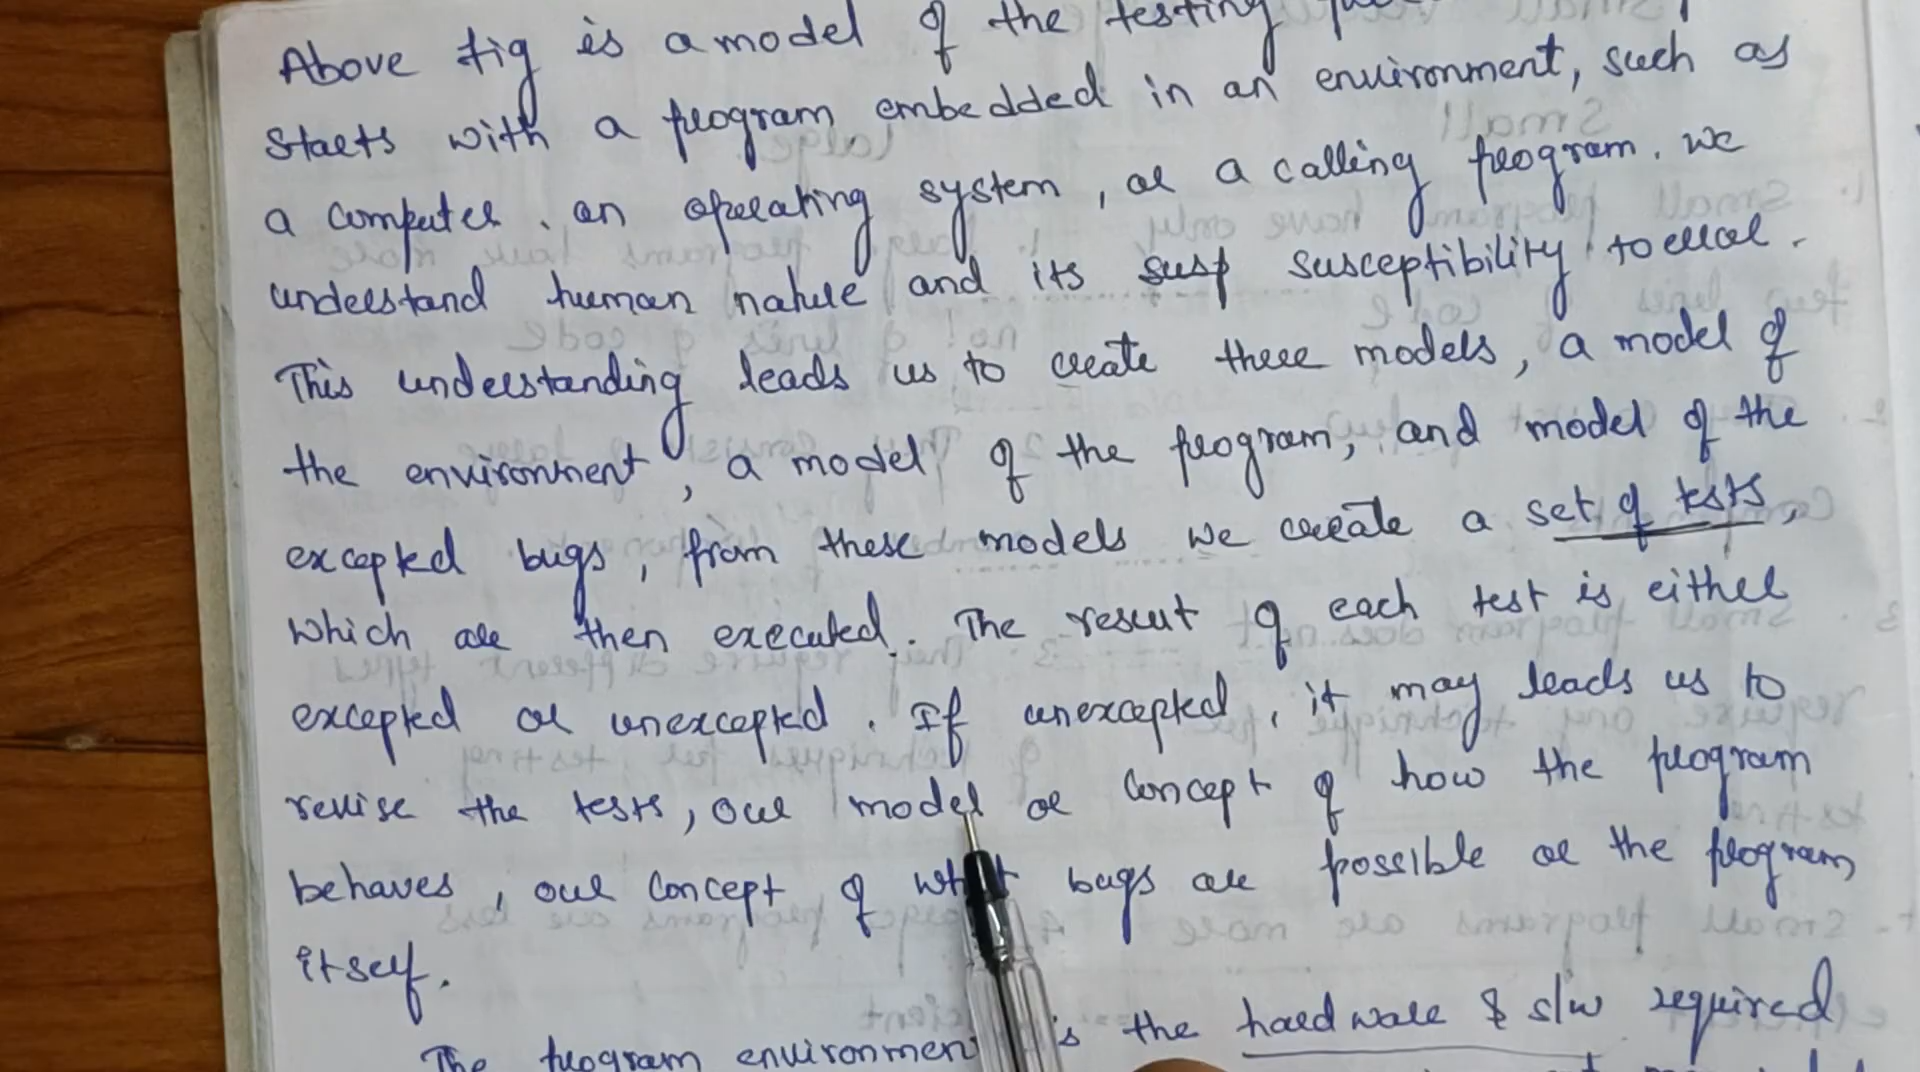 Above fig is a model of the testing
starts with a program embedded in an environment, such as
a computer, an operating system, or a calling program. We
understand human nature and its susp susceptibility to error.
This understanding leads us to create three models, a model of
the environment, a model of the program, and model of the
excepted bugs, from these models we create a set of tests,
which are then executed. The result of each test is either
excepted or unexcepted. If unexcepted, it may leads us to
revise the tests, our model or concept of how the program
behaves, our concept of what bugs are possible or the program
itself.
The program environment is the hardware & s/w required